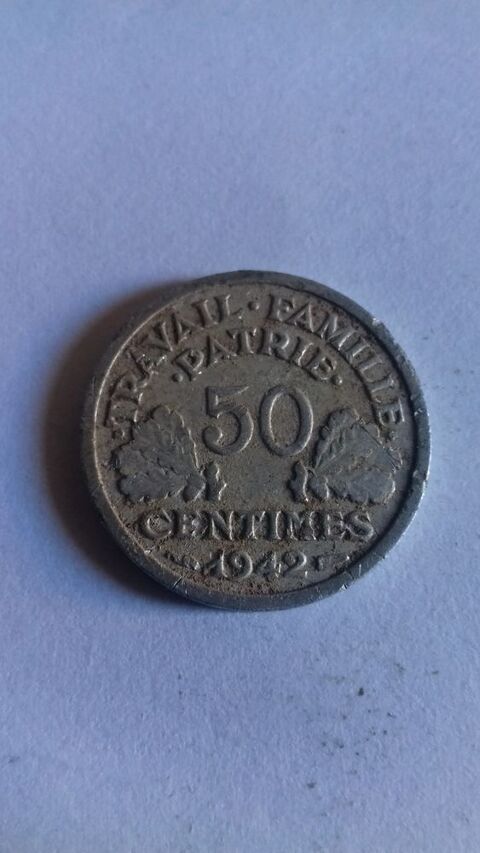 ·TRAVAIL·FAMILLE·
·PATRIE·
50
CENTIMES
1942